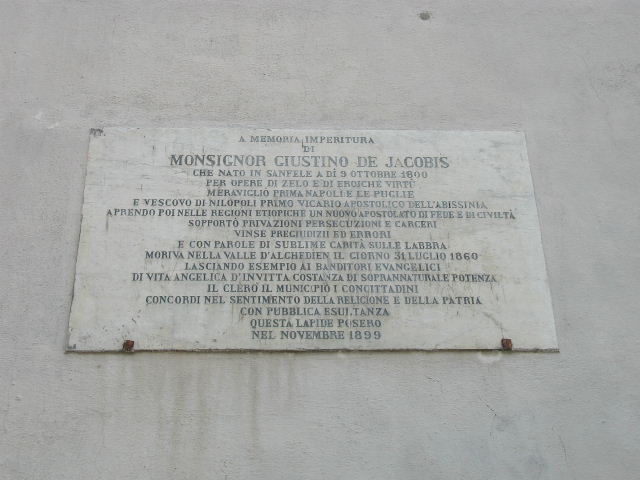 A MEMORIA IMPERITURA
DI
MONSIGNOR GIUSTINO DE JACOBIS
CHE NATO IN SANFELE A DÌ 9 OTTOBRE 1800
PER OPERE DI ZELO E DI EROICHE VIRTÙ
MERAVIGLIÒ PRIMA NAPOLI E LE PUGLIE
E VESCOVO DI NILOPOLI PRIMO VICARIO APOSTOLICO DELL'ABISSINIA
APRENDO POI NELLE REGIONI ETIOPICHE UN NUOVO APOSTOLATO DI FEDE E DI CIVILTÀ
SOPPORTÒ PRIVAZIONI PERSECUZIONI E CARCERI
VINSE PREGIUDIZII ED ERRORI
E CON PAROLE DI SUBLIME CARITÀ SULLE LABBRA
MORIVA NELLA VALLE D'ALGHEDIEN IL GIORNO 31 LUGLIO 1860
LASCIANDO ESEMPIO AI BANDITORI EVANGELICI
DI VITA ANGELICA D'INVITTA COSTANZA DI SOPRANNATURALE POTENZA
IL CLERO IL MUNICIPIO I CONCITTADINI
CONCORDI NEL SENTIMENTO DELLA RELIGIONE E DELLA PATRIA
CON PUBBLICA ESULTANZA
QUESTA LAPIDE POSERO
NEL NOVEMBRE 1899